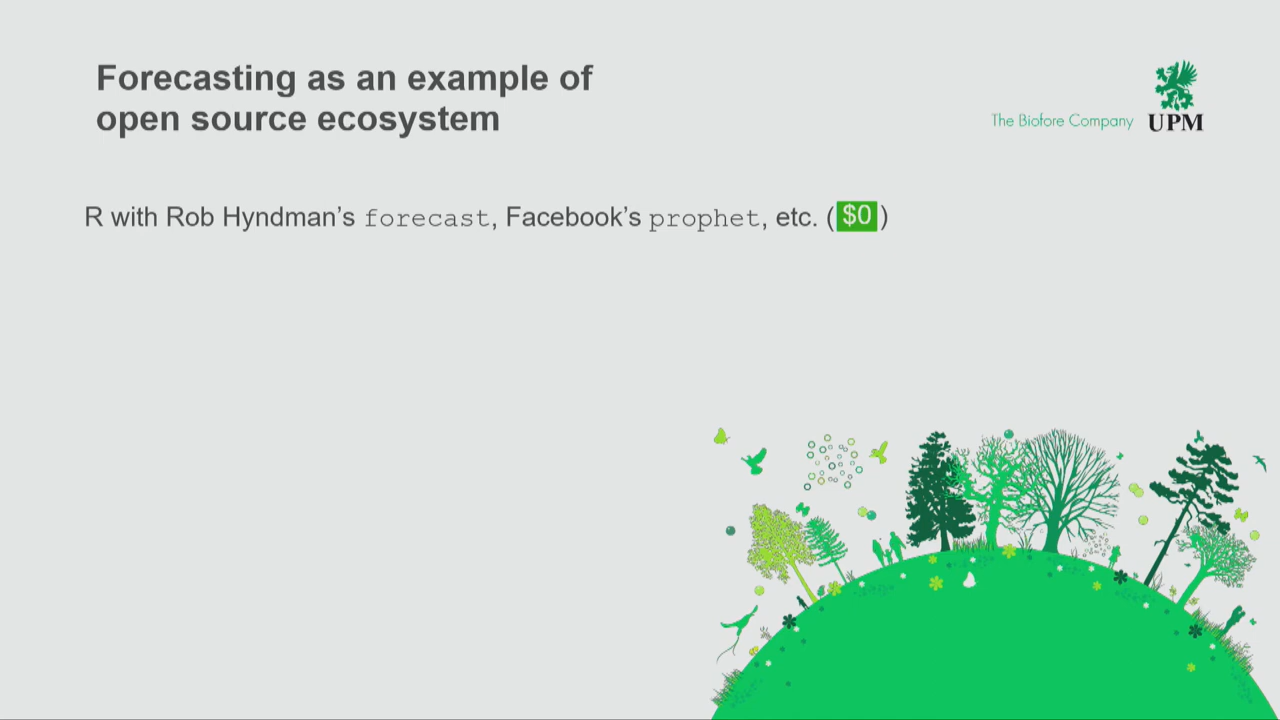 Forecasting as an example of
open source ecosystem
The Biofore Company UPM
R with Rob Hyndman’s forecast, Facebook’s prophet, etc. ($0)